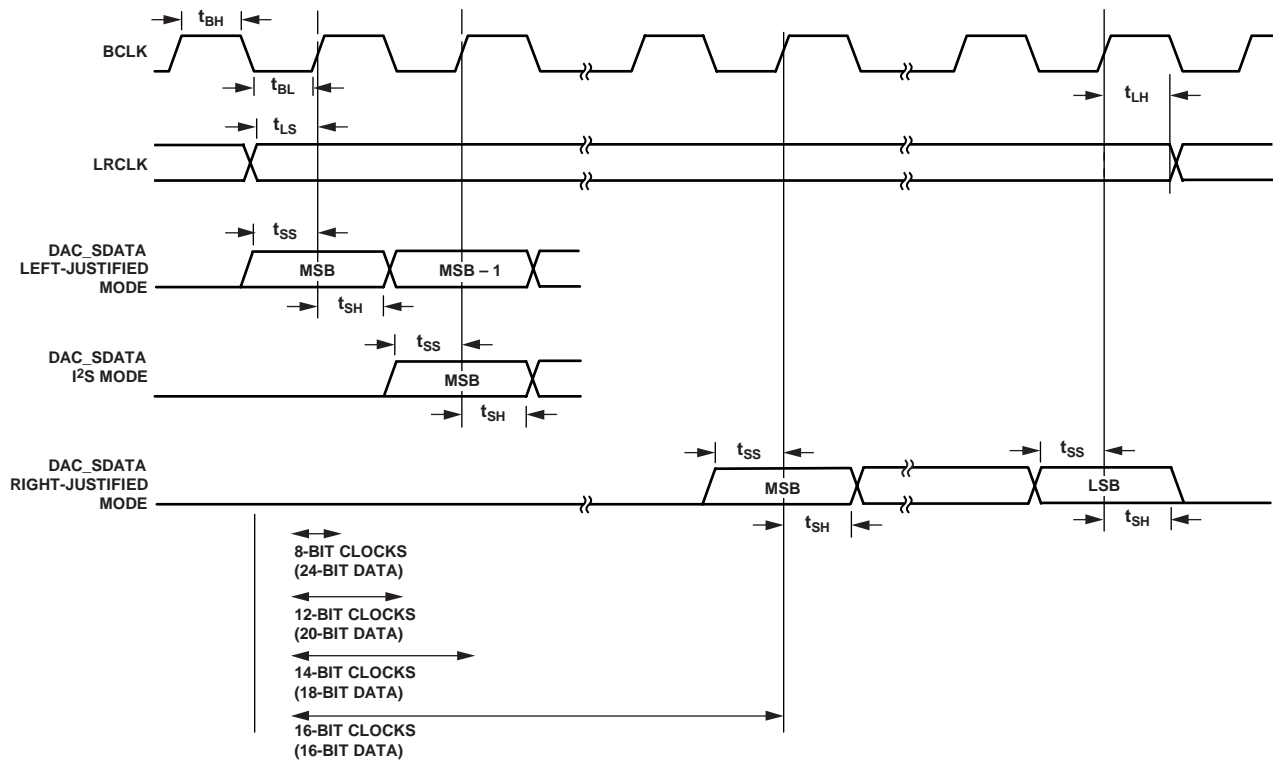 tBH
BCLK
tBL
tLH
tLS
LRCLK
tSS
DAC_SDATA
LEFT-JUSTIFIED
MODE
MSB
MSB – 1
tSH
tSS
DAC_SDATA
I²S MODE
MSB
tSH
tSS
tSS
DAC_SDATA
RIGHT-JUSTIFIED
MODE
MSB
LSB
tSH
tSH
8-BIT CLOCKS
(24-BIT DATA)
12-BIT CLOCKS
(20-BIT DATA)
14-BIT CLOCKS
(18-BIT DATA)
16-BIT CLOCKS
(16-BIT DATA)